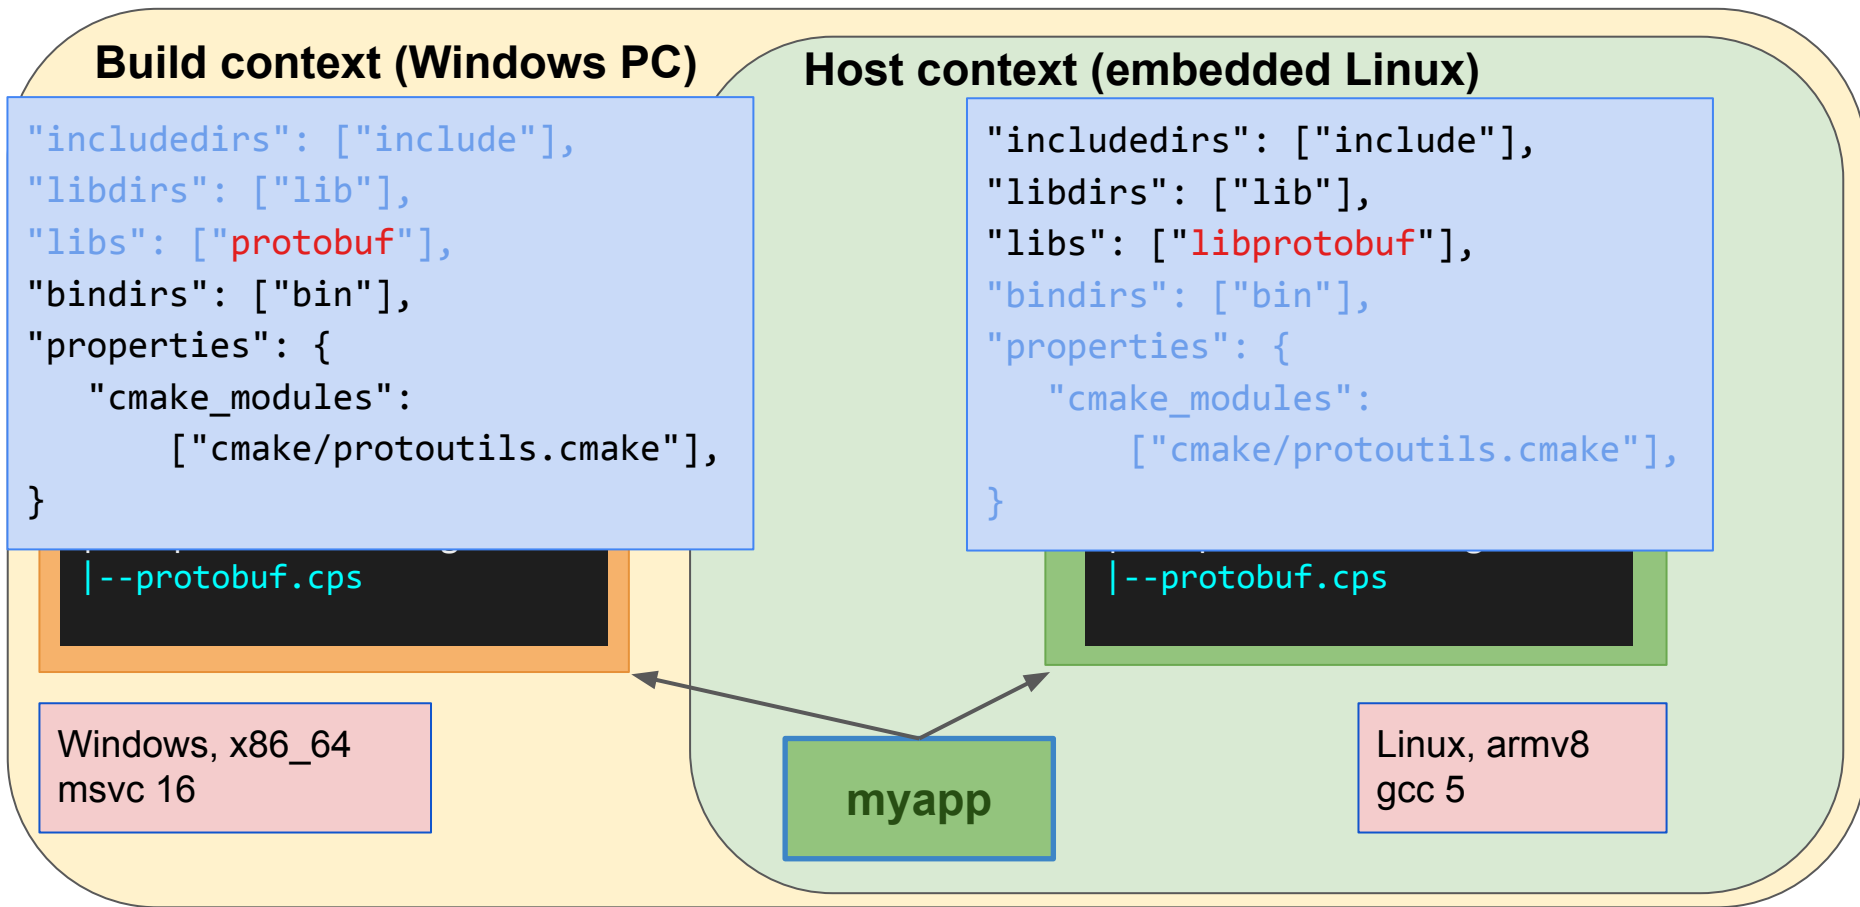 Build context (Windows PC)
"includedirs": ["include"],
"libdirs": ["lib"],
"libs": ["protobuf"],
"bindirs": ["bin"],
"properties": {
"cmake_modules":
["cmake/protoutils.cmake"],
}
|--protobuf.cps
Windows, x86_64
msvc 16
Host context (embedded Linux)
"includedirs": ["include"],
"libdirs": ["lib"],
"libs": ["libprotobuf"],
"bindirs": ["bin"],
"properties": {
"cmake_modules":
["cmake/protoutils.cmake"],
}
|--protobuf.cps
Linux, armv8
gcc 5
myapp